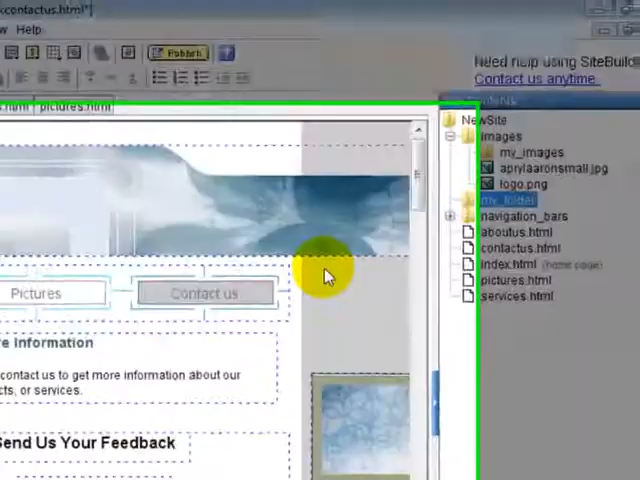 xcontactus.html*]
w Help
Publish
?
Need help using SiteBuild
Contact us anytime.
s.html pictures.html
NewSite
images
my_images
aprylaaronsmall.jpg
logo.png
my_folder
navigation_bars
aboutus.html
contactus.html
index.html (home page)
pictures.html
services.html
Pictures
Contact us
re Information
contact us to get more information about our
cts, or services.
Send Us Your Feedback